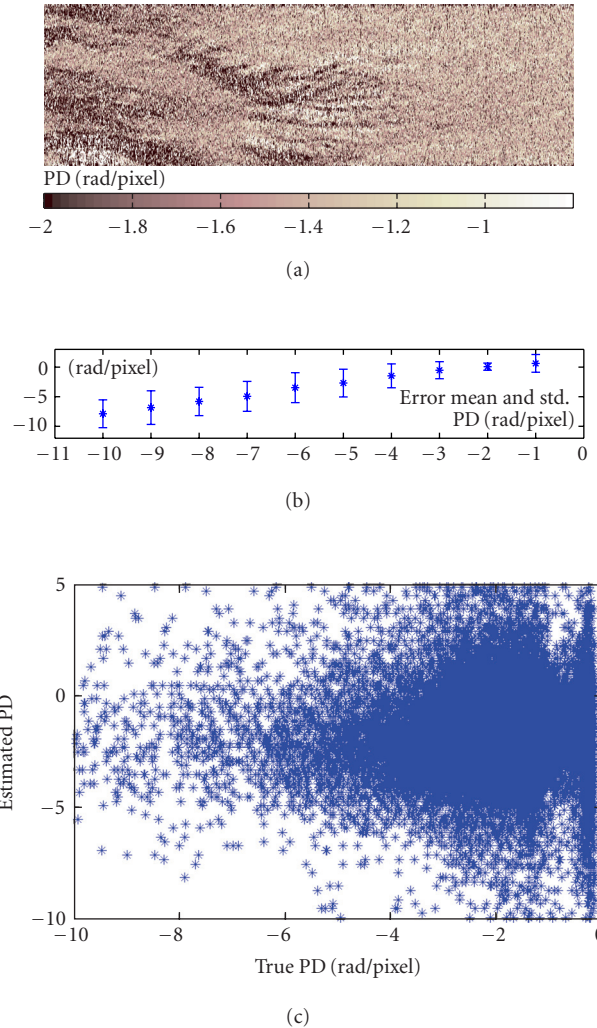 PD (rad/pixel)
−2 −1.8 −1.6 −1.4 −1.2 −1
(a)
(rad/pixel)
0
−5
−10
Error mean and std.
PD (rad/pixel)
−11 −10 −9 −8 −7 −6 −5 −4 −3 −2 −1 0
(b)
5
0
−5
−10
Estimated PD
−10 −8 −6 −4 −2 0
True PD (rad/pixel)
(c)